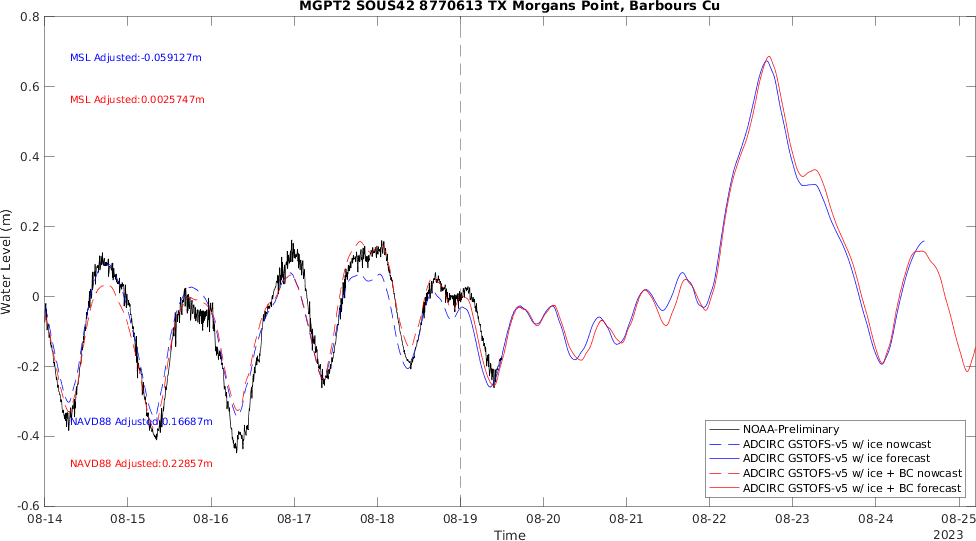 MGPT2 SOUS42 8770613 TX Morgans Point, Barbours Cu
0.8
0.6
0.4
0.2
0
-0.2
-0.4
-0.6
Water Level (m)
MSL Adjusted:-0.059127m
MSL Adjusted:0.0025747m
NAVD88 Adjusted:0.16687m
NAVD88 Adjusted:0.22857m
NOAA-Preliminary
ADCIRC GSTOFS-v5 w/ ice nowcast
ADCIRC GSTOFS-v5 w/ ice forecast
ADCIRC GSTOFS-v5 w/ ice + BC nowcast
ADCIRC GSTOFS-v5 w/ ice + BC forecast
08-14 08-15 08-16 08-17 08-18 08-19 08-20 08-21 08-22 08-23 08-24 08-25
Time
2023